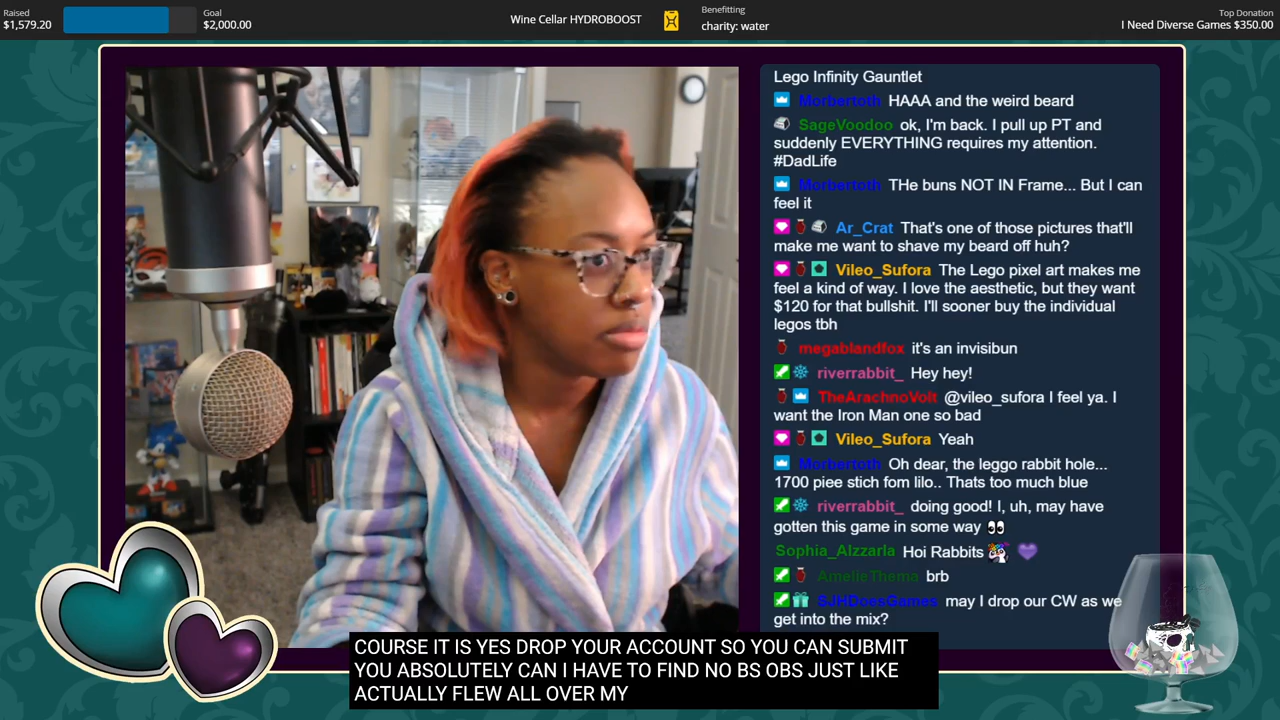 Raised
$1,579.20
Goal
$2,000.00
Wine Cellar HYDROBOOST
Benefitting
charity: water
Top Donation
I Need Diverse Games $350.00
Lego Infinity Gauntlet
Morbertoth HAAA and the weird beard
SageVoodoo ok, I'm back. I pull up PT and
suddenly EVERYTHING requires my attention.
#DadLife
Morbertoth THe buns NOT IN Frame... But I can
feel it
Ar_Crat That's one of those pictures that'll
make me want to shave my beard off huh?
Vileo_Sufora The Lego pixel art makes me
feel a kind of way. I love the aesthetic, but they want
$120 for that bullshit. I'll sooner buy the individual
legos tbh
megablandfox it's an invisibun
riverrabbit_ Hey hey!
TheArachnoVolt @vileo_sufora I feel ya. I
want the Iron Man one so bad
Vileo_Sufora Yeah
Morbertoth Oh dear, the leggo rabbit hole...
1700 piee stich fom lilo.. Thats too much blue
riverrabbit_ doing good! I, uh, may have
gotten this game in some way
Sophia_Alzzarla Hoi Rabbits
AmelieThema brb
SJHDoesGames may I drop our CW as we
get into the mix?
COURSE IT IS YES DROP YOUR ACCOUNT SO YOU CAN SUBMIT
YOU ABSOLUTELY CAN I HAVE TO FIND NO BS OBS JUST LIKE
ACTUALLY FLEW ALL OVER MY